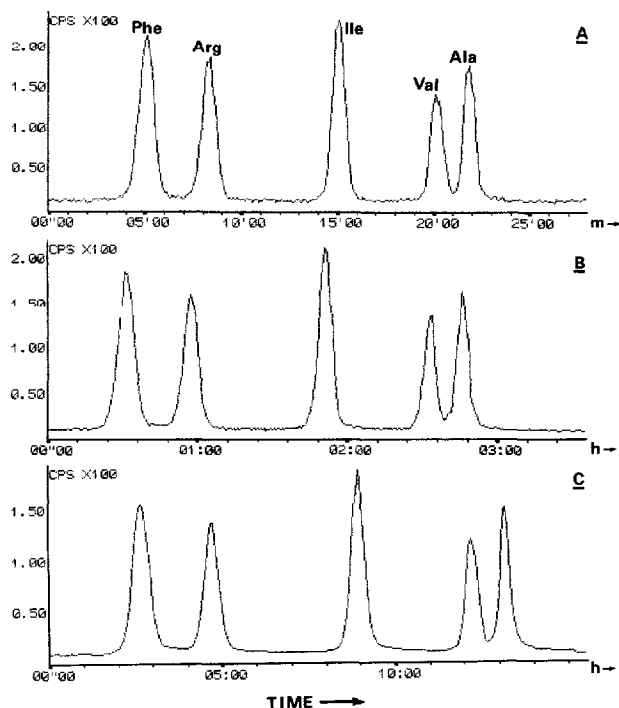 CPS X100
A
Phe
Arg
Ile
Val
Ala
2.00
1.50
1.00
0.50
00"00 05'00 10'00 15'00 20'00 25'00 m→
CPS X100
B
2.00
1.50
1.00
0.50
00"00 01:00 02:00 03:00 h→
CPS X100
C
1.50
1.00
0.50
00"00 05:00 10:00 h→
TIME →